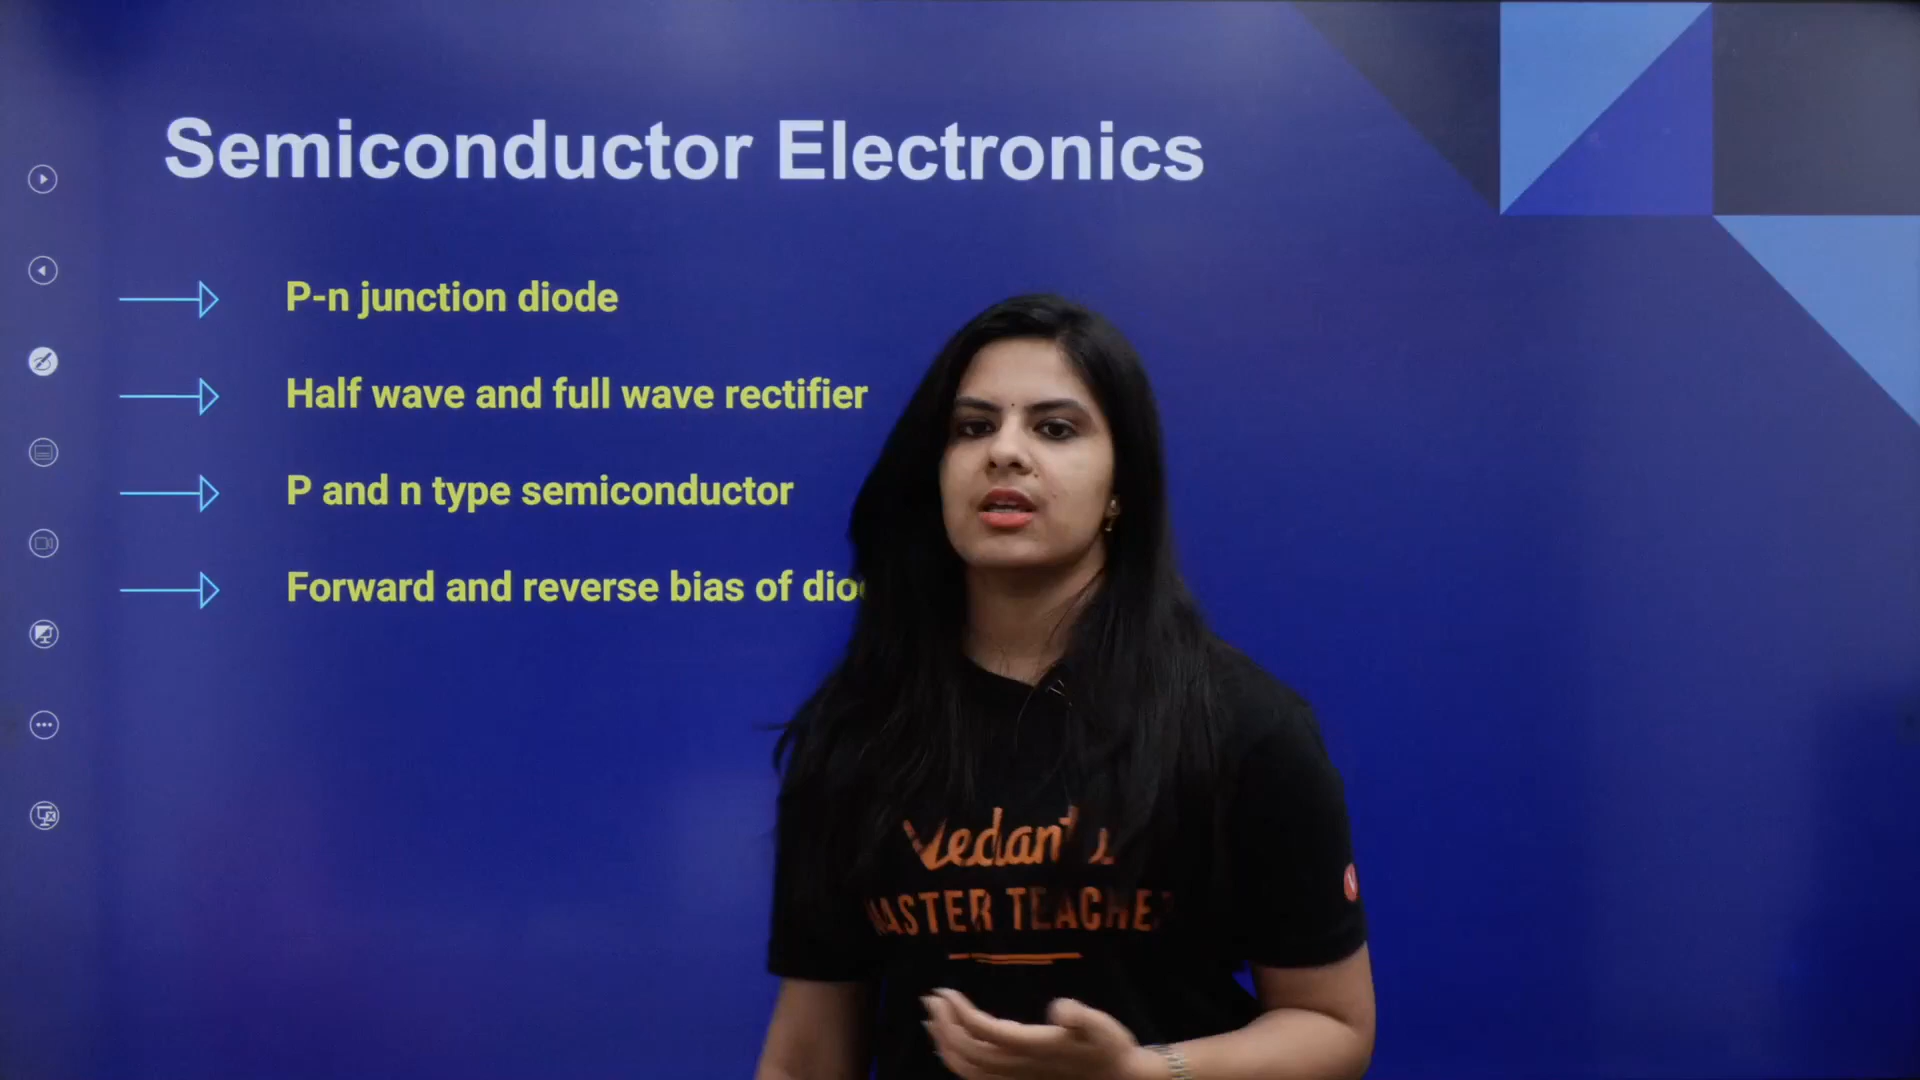 Semiconductor Electronics
P-n junction diode
Half wave and full wave rectifier
P and n type semiconductor
Forward and reverse bias of
MASTER TEACHER